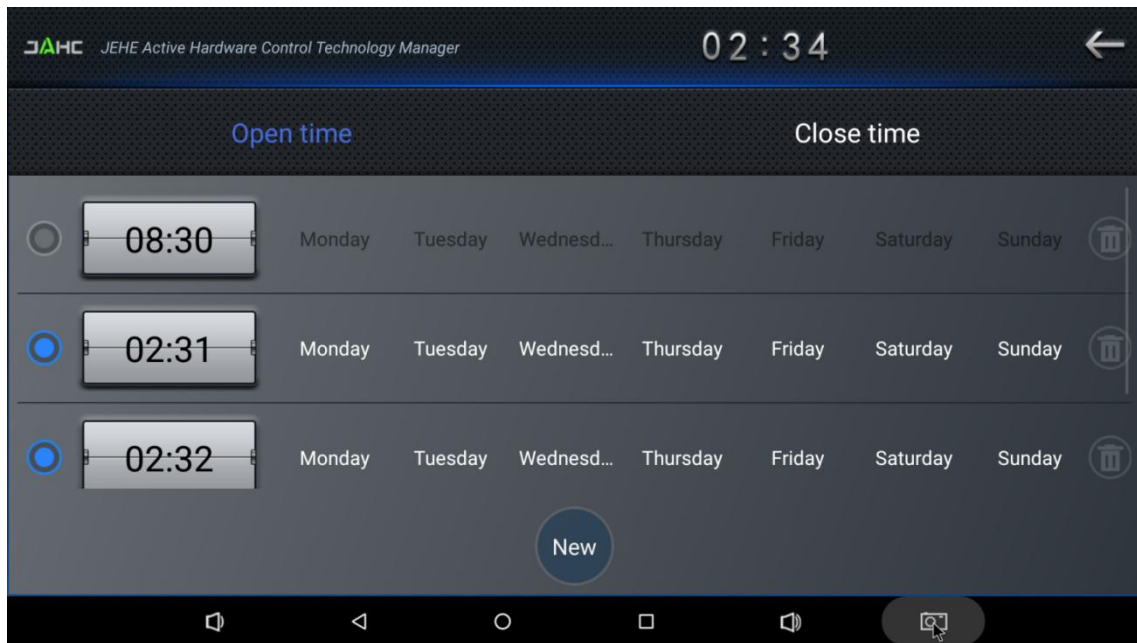 JAHC JEHE Active Hardware Control Technology Manager 02:34
Open time Close time
08:30 Monday Tuesday Wednesd... Thursday Friday Saturday Sunday
02:31 Monday Tuesday Wednesd... Thursday Friday Saturday Sunday
02:32 Monday Tuesday Wednesd... Thursday Friday Saturday Sunday
New